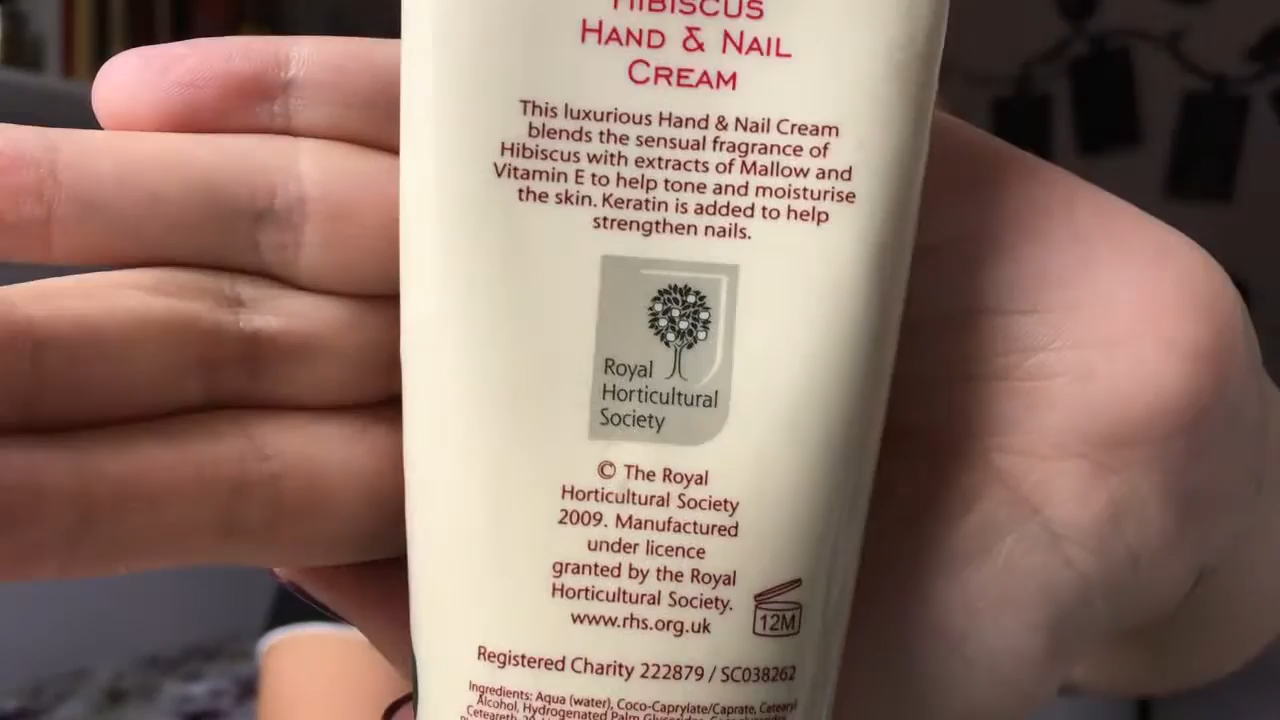 HIBISCUS
HAND & NAIL
CREAM
This luxurious Hand & Nail Cream
blends the sensual fragrance of
Hibiscus with extracts of Mallow and
Vitamin E to help tone and moisturise
the skin. Keratin is added to help
strengthen nails.
Royal
Horticultural
Society
© The Royal
Horticultural Society
2009. Manufactured
under licence
granted by the Royal
Horticultural Society.
www.rhs.org.uk
12M
Registered Charity 222879 / SC038262
Ingredients: Aqua (water), Coco-Caprylate/Caprate, Cetearyl
Alcohol, Hydrogenated Palm